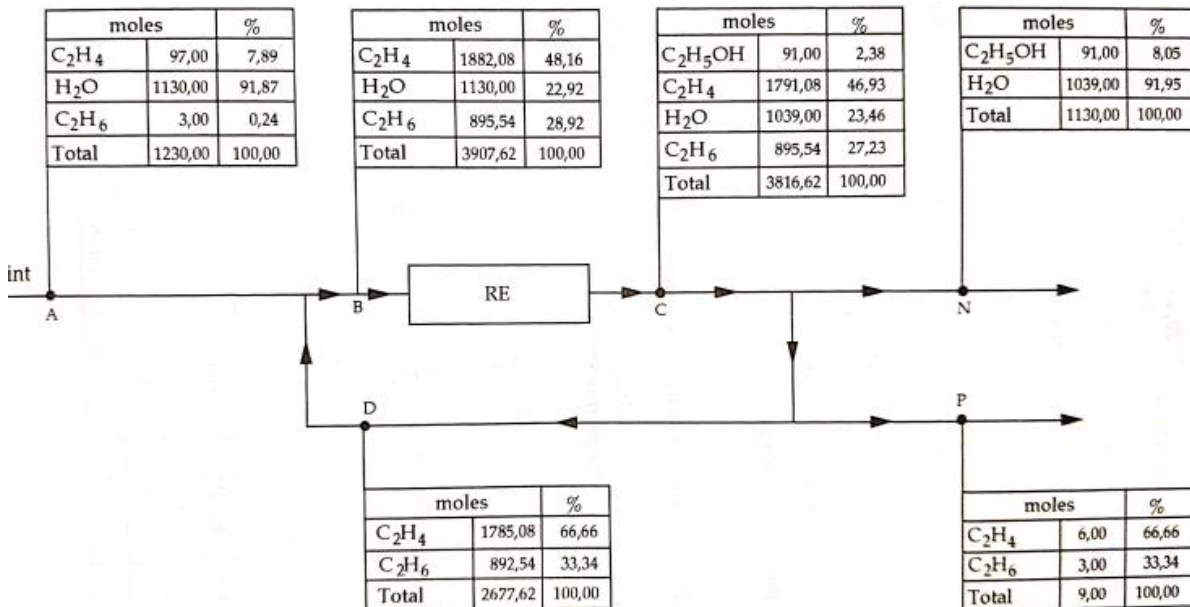 moles %
C₂H₄ 97,00 7,89
H₂O 1130,00 91,87
C₂H₆ 3,00 0,24
Total 1230,00 100,00
moles %
C₂H₄ 1882,08 48,16
H₂O 1130,00 22,92
C₂H₆ 895,54 28,92
Total 3907,62 100,00
moles %
C₂H₅OH 91,00 2,38
C₂H₄ 1791,08 46,93
H₂O 1039,00 23,46
C₂H₆ 895,54 27,23
Total 3816,62 100,00
moles %
C₂H₅OH 91,00 8,05
H₂O 1039,00 91,95
Total 1130,00 100,00
int
A
B
RE
C
N
D
P
moles %
C₂H₄ 1785,08 66,66
C₂H₆ 892,54 33,34
Total 2677,62 100,00
moles %
C₂H₄ 6,00 66,66
C₂H₆ 3,00 33,34
Total 9,00 100,00